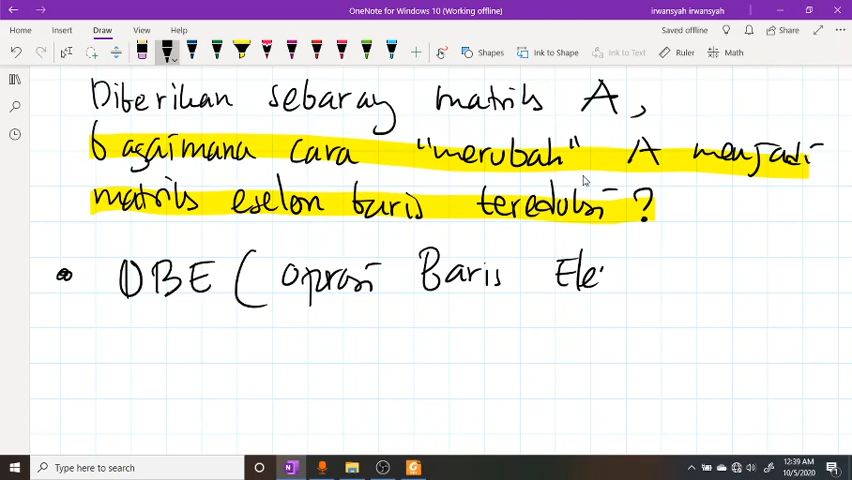 OneNote for Windows 10 (Working offline)
irwansyah irwansyah
Home Insert Draw View Help
Saved offline
Shapes Ink to Shape Ink to Text Ruler Math
Diberikan sebarang matriks A,
bagaimana cara "merubah" A menjadi
matriks eselon baris tereduksi?
• OBE (oprasi Baris Ele
Type here to search
12:39 AM
10/5/2020